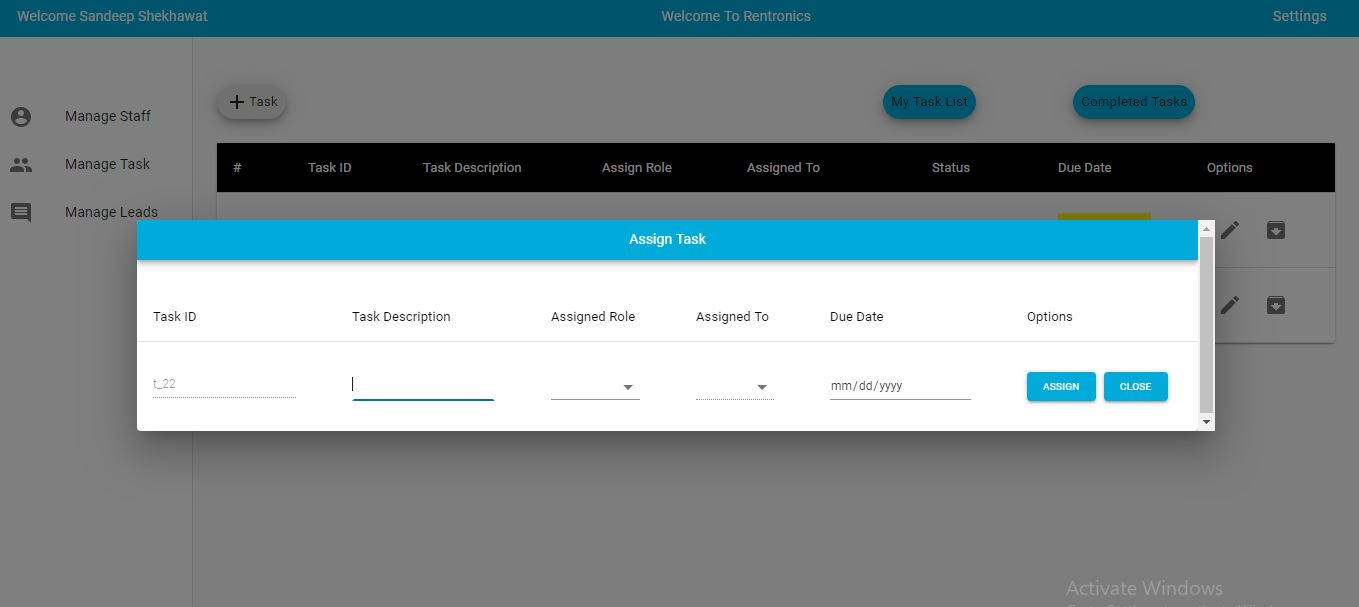 Welcome Sandeep Shekhawat Welcome To Rentronics Settings
+ Task My Task List Completed Tasks
Manage Staff
Manage Task
Manage Leads
# Task ID Task Description Assign Role Assigned To Status Due Date Options
Assign Task
Task ID Task Description Assigned Role Assigned To Due Date Options
t_22 mm/dd/yyyy ASSIGN CLOSE
Activate Windows